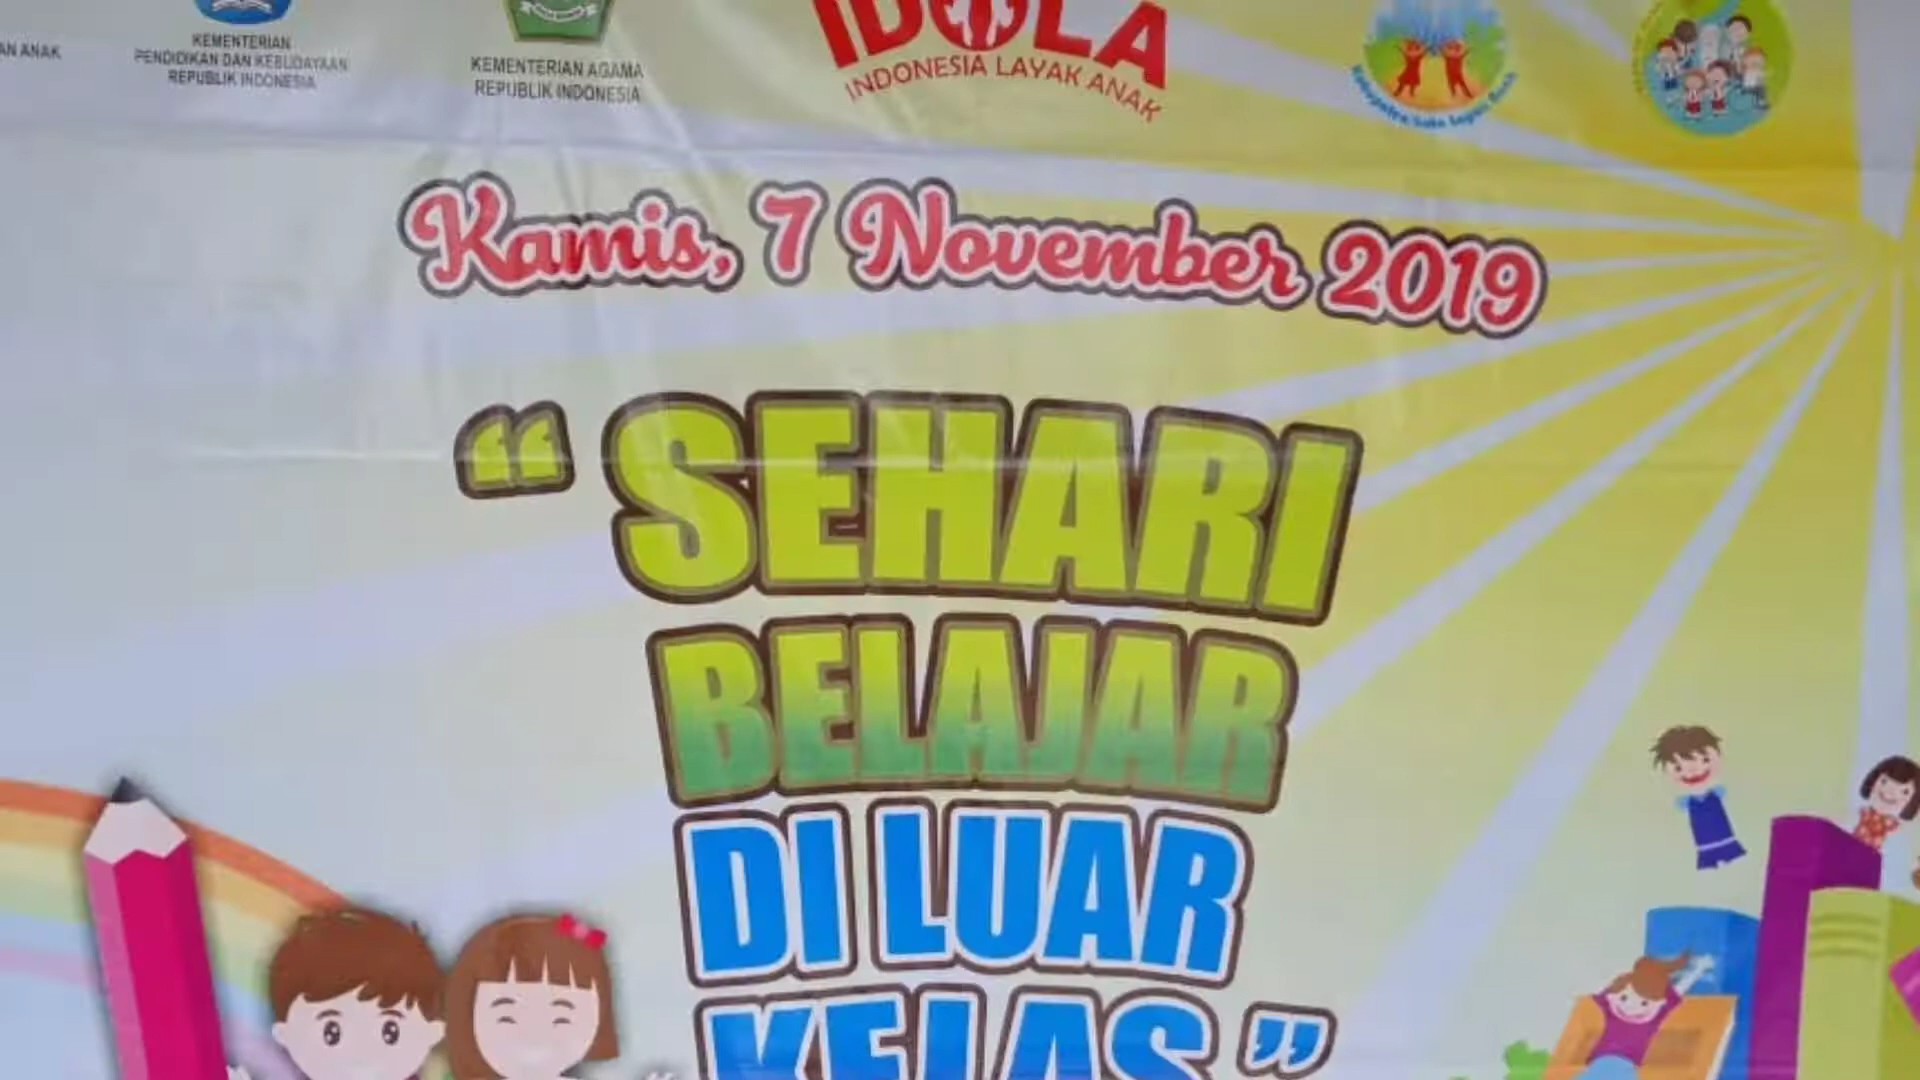 AN ANAK
KEMENTERIAN
PENDIDIKAN DAN KEBUDAYAAN
REPUBLIK INDONESIA
KEMENTERIAN AGAMA
REPUBLIK INDONESIA
IDOLA
INDONESIA LAYAK ANAK
Kamis, 7 November 2019
“ SEHARI
BELAJAR
DI LUAR
KELAS ”